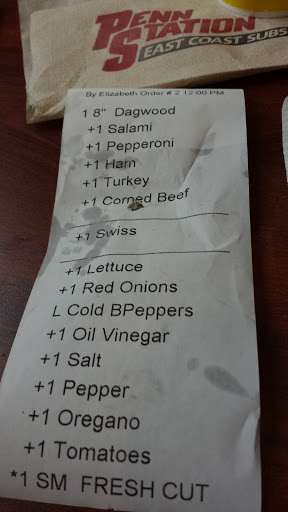 PENN
STATION
EAST COAST SUBS
By Elizabeth Order # 2 12:00 PM
1 8" Dagwood
+1 Salami
+1 Pepperoni
+1 Ham
+1 Turkey
+1 Corned Beef
+1 Swiss
+1 Lettuce
+1 Red Onions
L Cold BPeppers
+1 Oil Vinegar
+1 Salt
+1 Pepper
+1 Oregano
+1 Tomatoes
*1 SM FRESH CUT